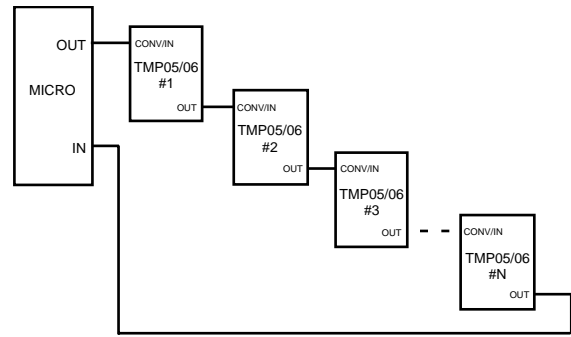 MICRO
OUT
IN
CONV/IN
TMP05/06
#1
OUT
CONV/IN
TMP05/06
#2
OUT
CONV/IN
TMP05/06
#3
OUT
CONV/IN
TMP05/06
#N
OUT